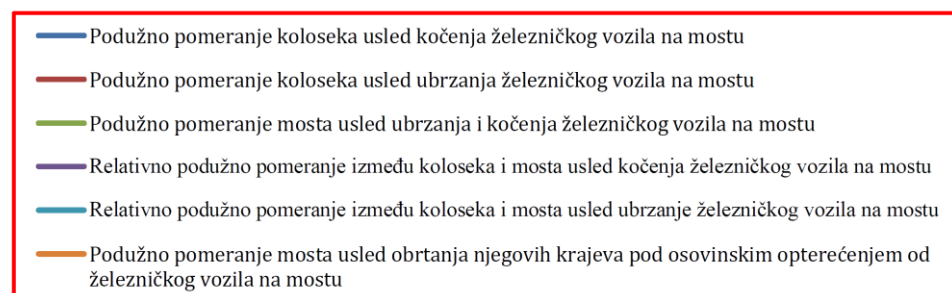 Podužno pomeranje koloseka usled kočenja železničkog vozila na mostu
Podužno pomeranje koloseka usled ubrzanja železničkog vozila na mostu
Podužno pomeranje mosta usled ubrzanja i kočenja železničkog vozila na mostu
Relativno podužno pomeranje između koloseka i mosta usled kočenja železničkog vozila na mostu
Relativno podužno pomeranje između koloseka i mosta usled ubrzanje železničkog vozila na mostu
Podužno pomeranje mosta usled obrtanja njegovih krajeva pod osovinskim opterećenjem od
železničkog vozila na mostu